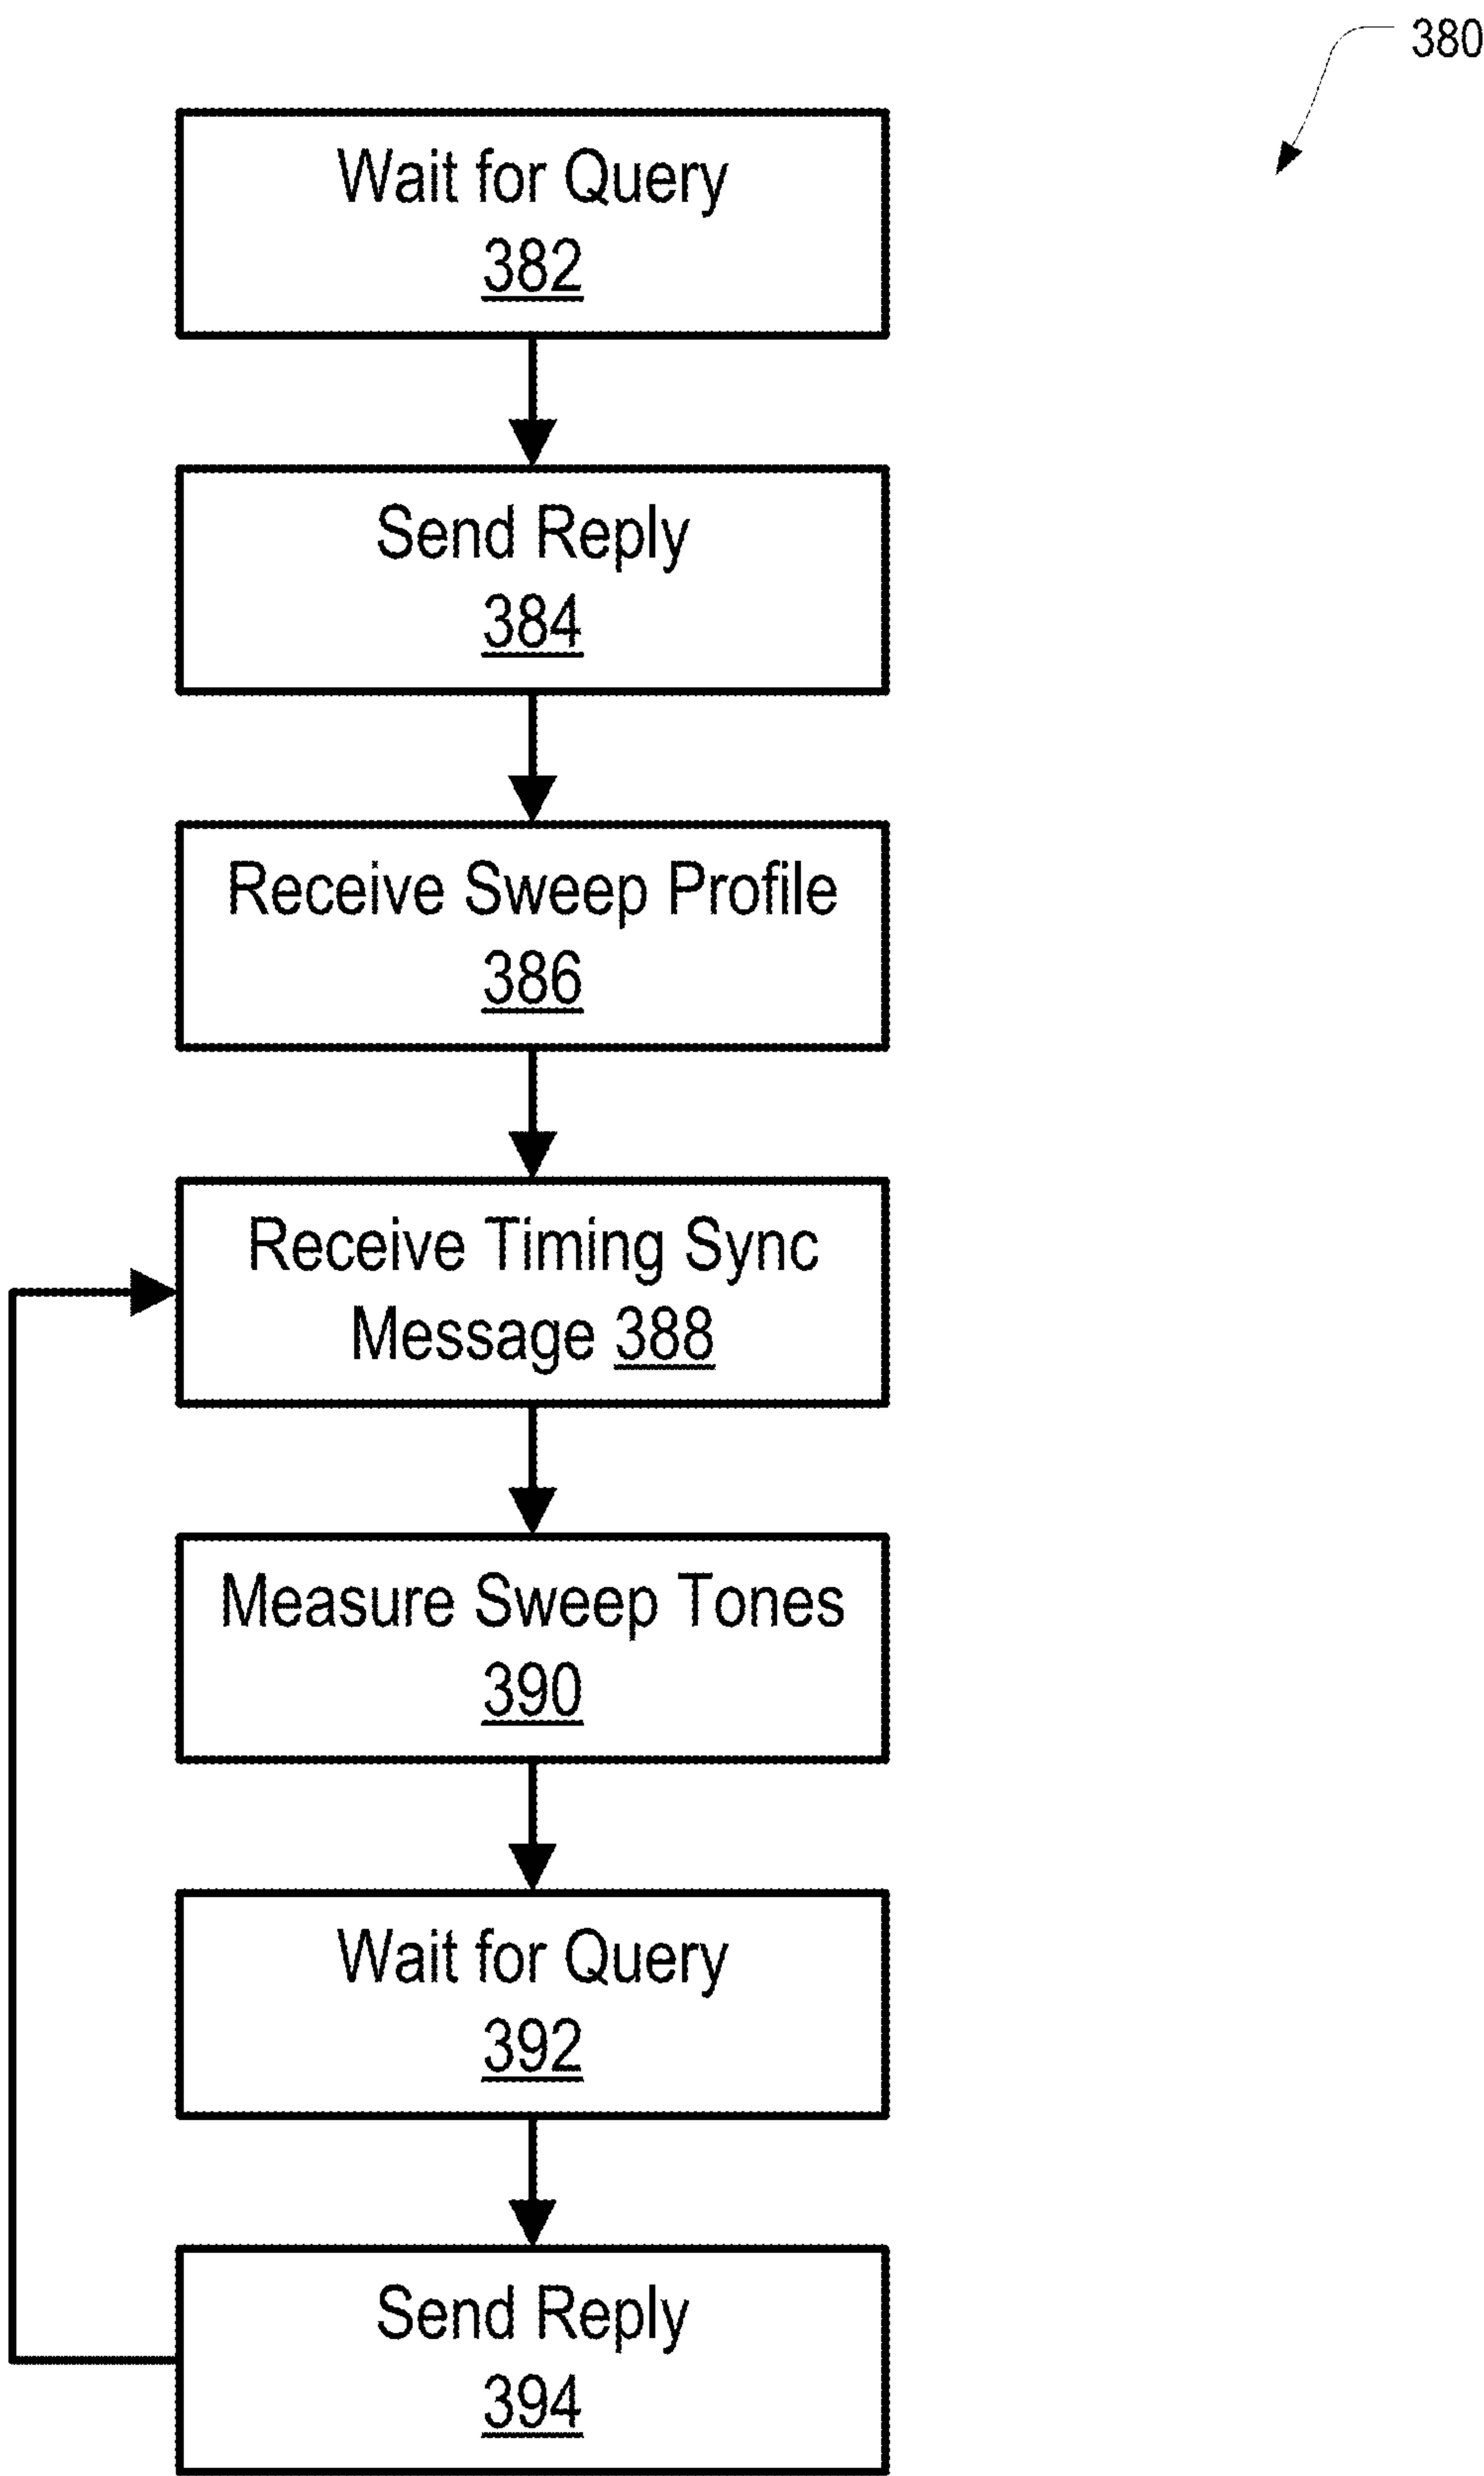 380
Wait for Query
382
Send Reply
384
Receive Sweep Profile
386
Receive Timing Sync
Message 388
Measure Sweep Tones
390
Wait for Query
392
Send Reply
394